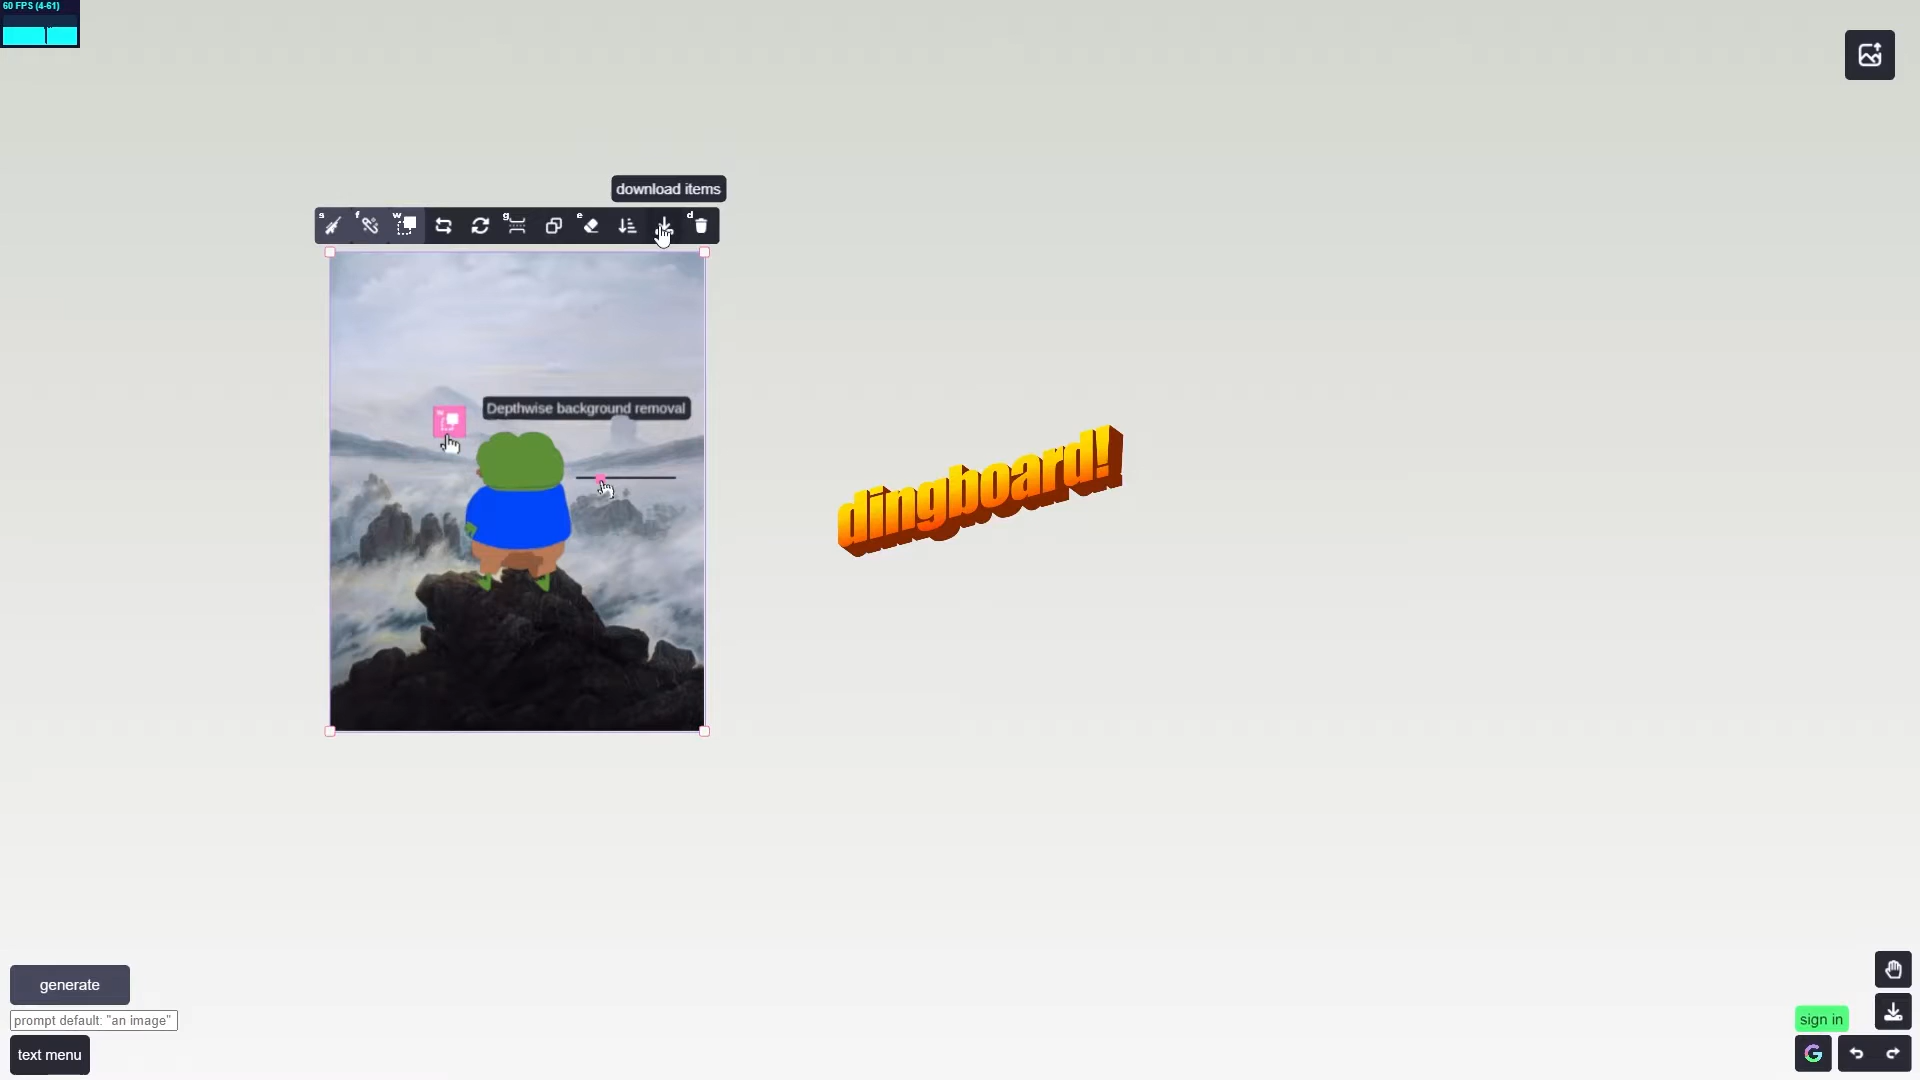 60 FPS (4-61)
download items
s
f
w
g
e
d
Depthwise background removal
dingboard!
generate
prompt default: "an image"
text menu
sign in
G